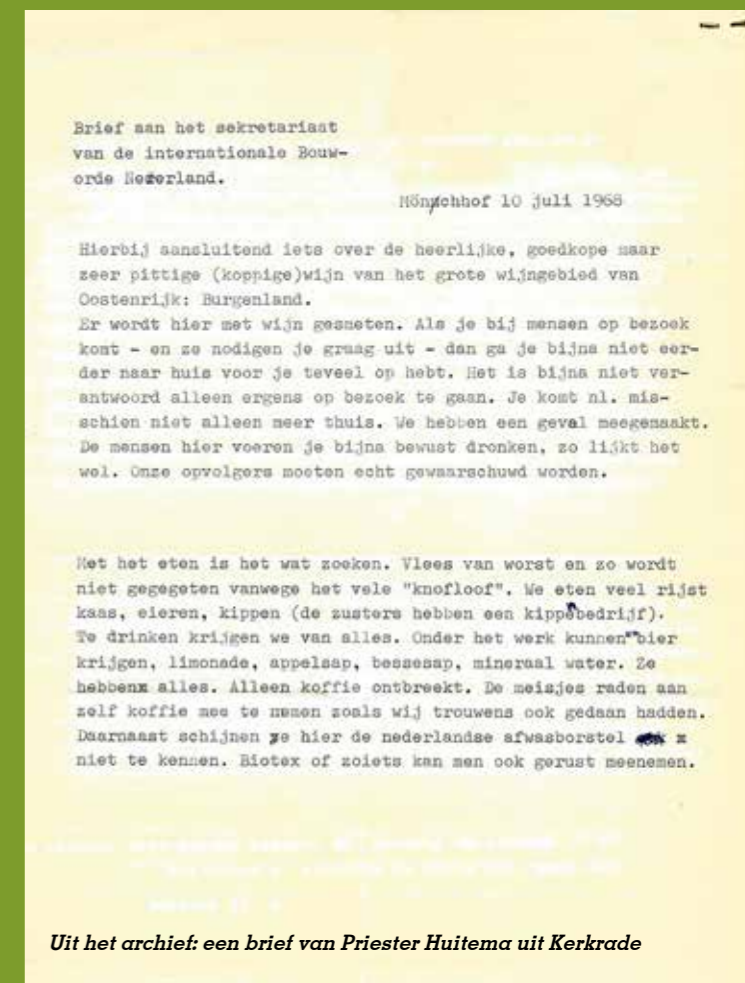 Brief aan het sekretariaat
van de internationale Bouw-
orde Nederland.
Mönchhof 10 juli 1968
Hierbij aansluitend iets over de heerlijke, goedkope maar
zeer pittige (koppige)wijn van het grote wijngebied van
Oostenrijk: Burgenland.
Er wordt hier met wijn gesmeten. Als je bij mensen op bezoek
komt - en ze nodigen je graag uit - dan ga je bijna niet eer-
der naar huis voor je teveel op hebt. Het is bijna niet ver-
antwoord alleen ergens op bezoek te gaan. Je komt nl. mis-
schien niet alleen meer thuis. We hebben een geval meegemaakt.
De mensen hier voeren je bijna bewust dronken, zo lijkt het
wel. Onze opvolgers moeten echt gewaarschuwd worden.
Met het eten is het wat zoeken. Vlees van worst en zo wordt
niet gegegeten vanwege het vele "knofloof". We eten veel rijst
kaas, eieren, kippen (de zusters hebben een kippebedrijf).
Te drinken krijgen we van alles. Onder het werk kunnen bier
krijgen, limonade, appelsap, bessesap, mineraal water. Ze
hebbenx alles. Alleen koffie ontbreekt. De meisjes raden aan
zelf koffie mee te nemen zoals wij trouwens ook gedaan hadden.
Daarnaast schijnen ze hier de nederlandse afwasborstel x
niet te kennen. Biotex of zoiets kan men ook gerust meenemen.
Uit het archief: een brief van Priester Huitema uit Kerkrade